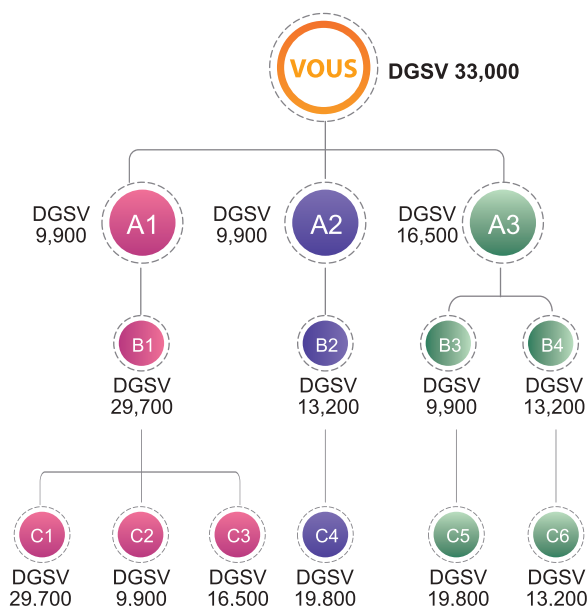 VOUS
DGSV 33,000
DGSV
9,900
A1
DGSV
9,900
A2
DGSV
16,500
A3
B1
B2
B3
B4
DGSV
29,700
DGSV
13,200
DGSV
9,900
DGSV
13,200
C1
C2
C3
C4
C5
C6
DGSV
29.700
DGSV
9.900
DGSV
16.500
DGSV
19.800
DGSV
19.800
DGSV
13.200